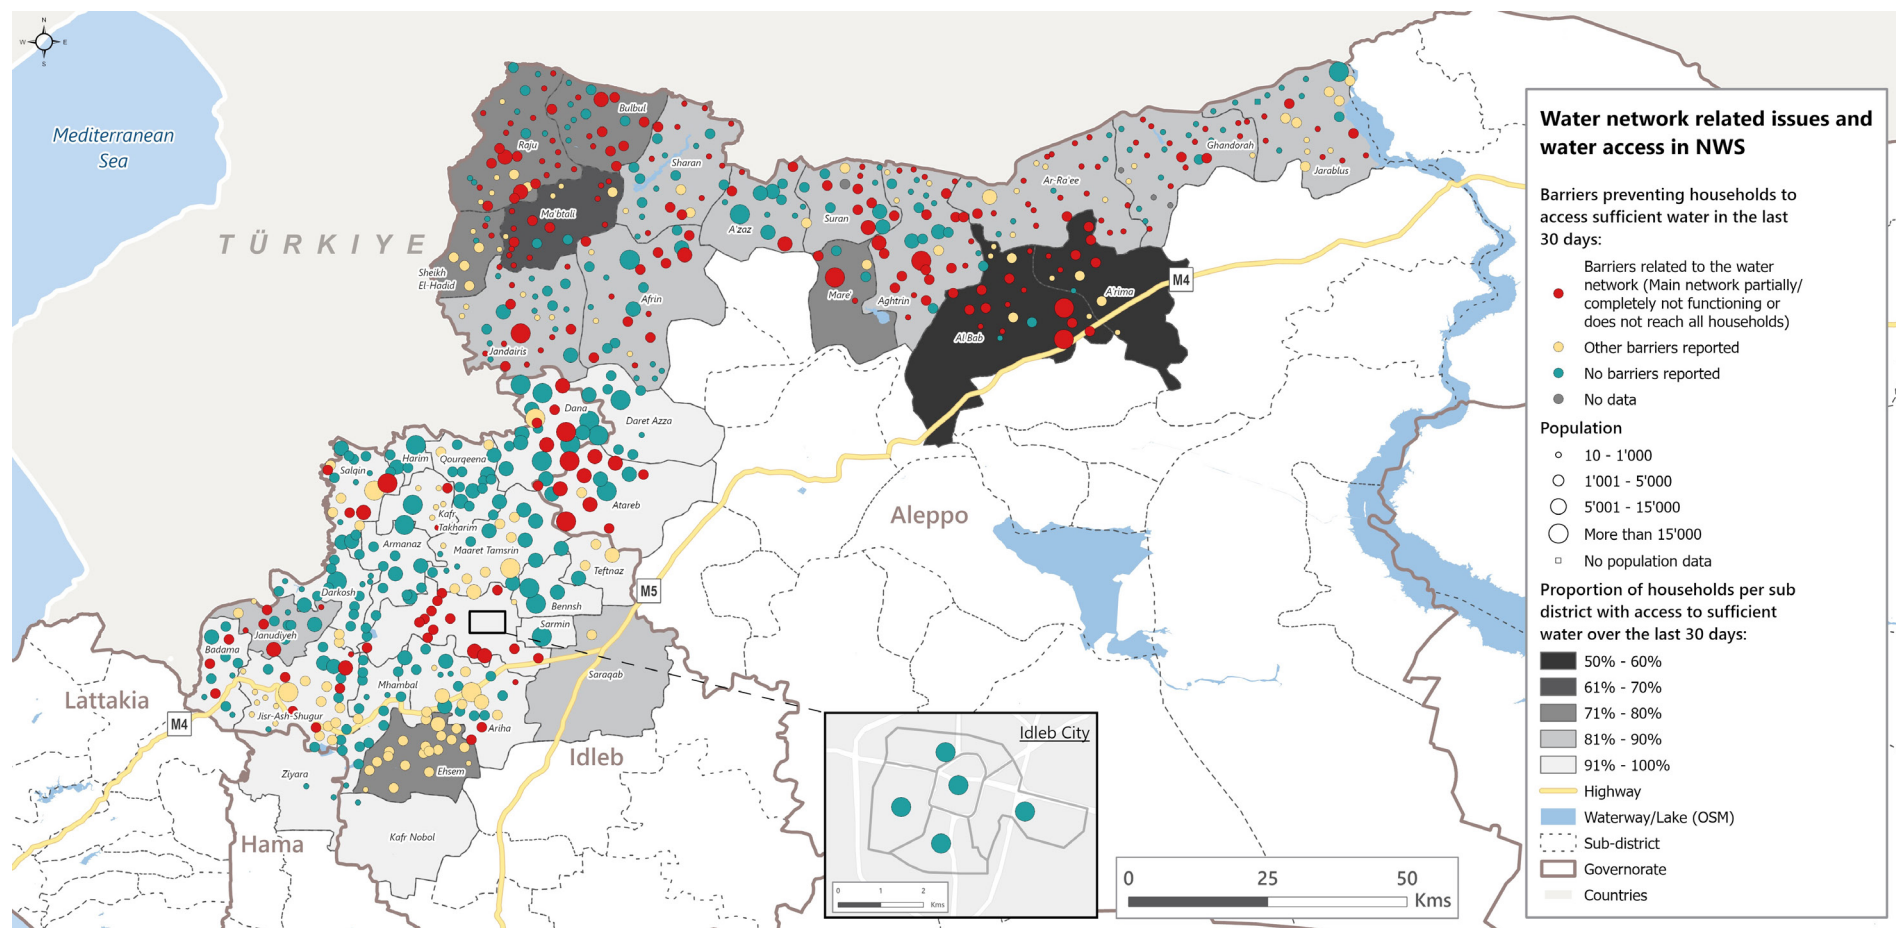 N
W
E
S
Mediterranean
Sea
TÜRKIYE
Bulbul
Raju
Sharan
Ma'btali
Sheikh
El-Hadid
Afrin
Jandairis
A'zaz
Suran
Mare'
Aghtrin
Ar-Ra'ee
Ghandorah
Jarablus
A'rima
Al Bab
M4
Dana
Daret Azza
Harim
Qourqeena
Salqin
Atareb
Kafr
Takharim
Armanaz
Maaret Tamsrin
Teftnaz
Darkosh
Bennsh
Sarmin
Janudiyeh
Badama
Saraqab
Mhambal
Jisr-Ash-Shugur
Ariha
Ehsem
Ziyara
Kafr Nobol
M5
M4
Aleppo
Lattakia
Idleb
Hama
Idleb City
0 1 2
Kms
0 25 50
Kms
Water network related issues and
water access in NWS
Barriers preventing households to
access sufficient water in the last
30 days:
Barriers related to the water
network (Main network partially/
completely not functioning or
does not reach all households)
Other barriers reported
No barriers reported
No data
Population
10 - 1'000
1'001 - 5'000
5'001 - 15'000
More than 15'000
No population data
Proportion of households per sub
district with access to sufficient
water over the last 30 days:
50% - 60%
61% - 70%
71% - 80%
81% - 90%
91% - 100%
Highway
Waterway/Lake (OSM)
Sub-district
Governorate
Countries